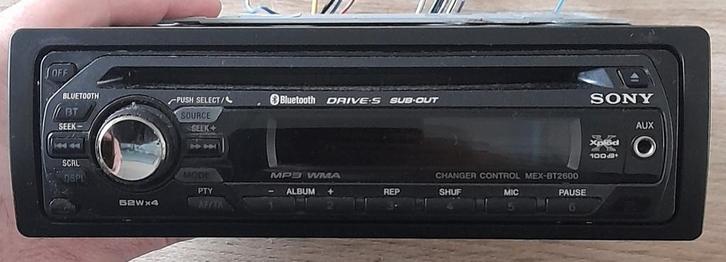 OFF
BLUETOOTH
BT
SEEK−
SCRL
DSPL
PUSH SELECT/
SOURCE
SEEK+
MODE
PTY
AF/TA
52W×4
Bluetooth DRIVE-S SUB-OUT
SONY
AUX
Xplod
100dB+
MP3 WMA
CHANGER CONTROL MEX-BT2600
− ALBUM + REP SHUF MIC PAUSE
1 2 3 4 5 6